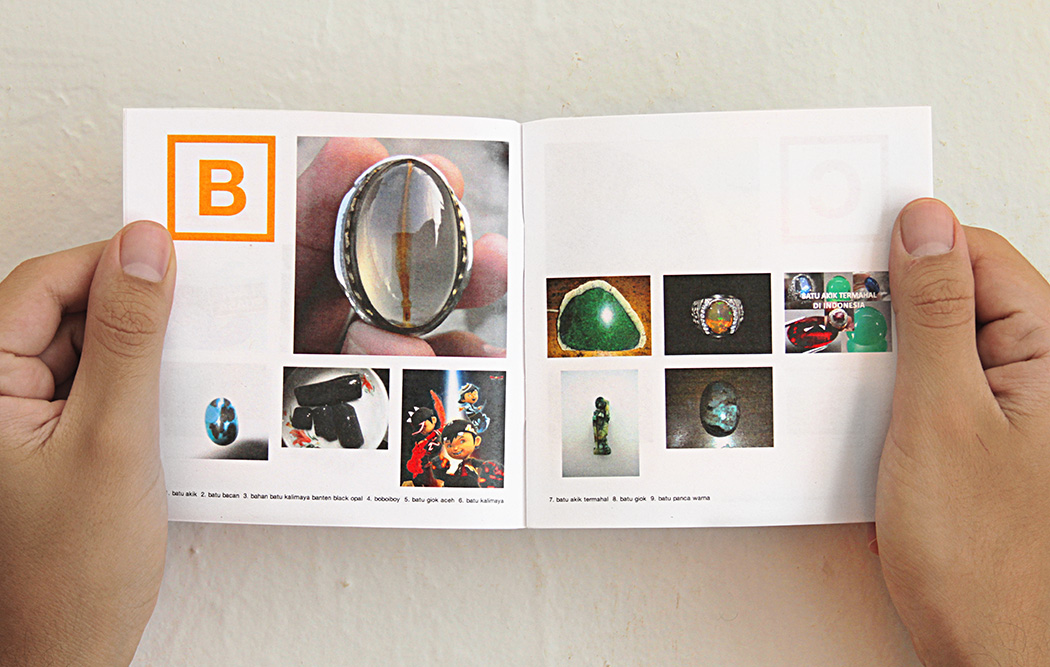 B
BATU AKIK TERMAHAL
DI INDONESIA
1. batu akik 2. batu bacan 3. bahan batu kalimaya banten black opal 4. boboiboy 5. batu giok aceh 6. batu kalimaya
7. batu akik termahal 8. batu giok 9. batu panca warna